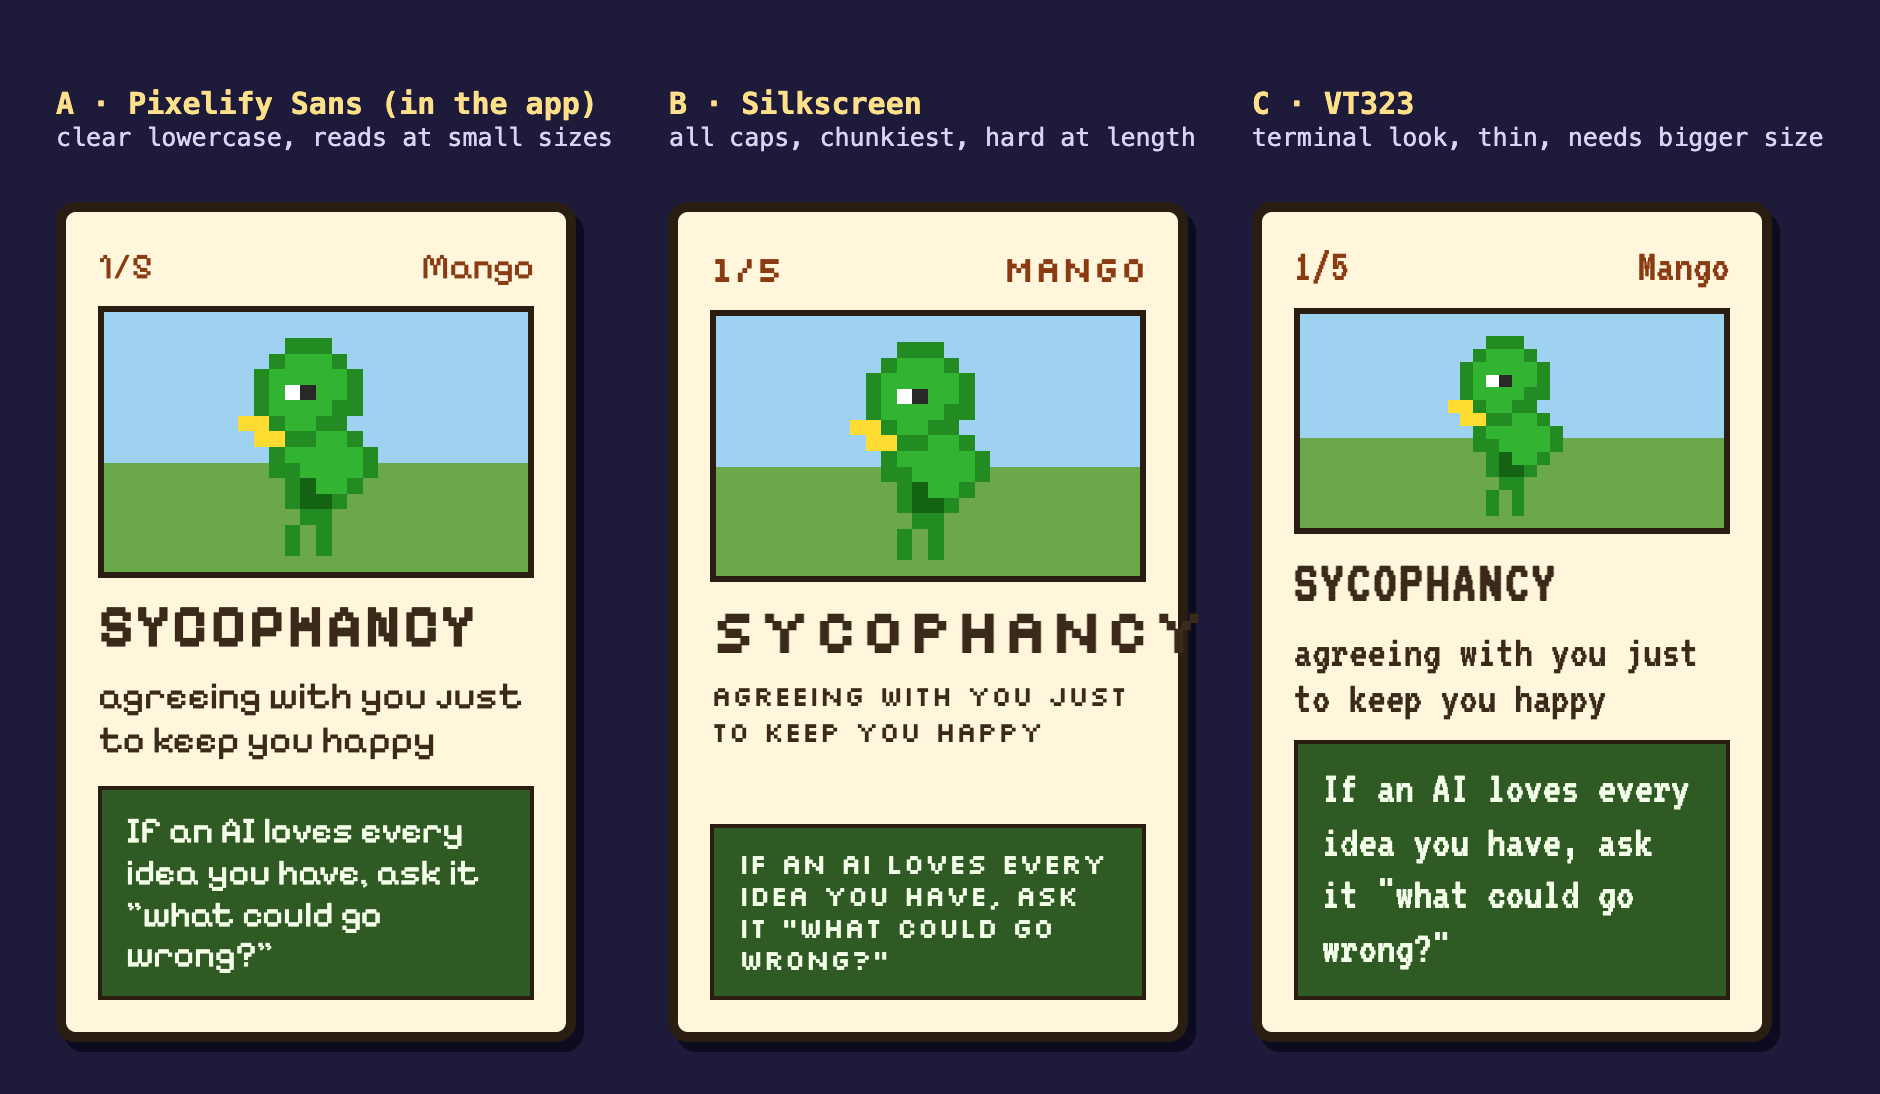 A · Pixelify Sans (in the app)
clear lowercase, reads at small sizes
1/5
Mango
SYCOPHANCY
agreeing with you just
to keep you happy
If an AI loves every
idea you have, ask it
"what could go
wrong?"
B · Silkscreen
all caps, chunkiest, hard at length
1/5
MANGO
SYCOPHANCY
AGREEING WITH YOU JUST
TO KEEP YOU HAPPY
IF AN AI LOVES EVERY
IDEA YOU HAVE, ASK
IT "WHAT COULD GO
WRONG?"
C · VT323
terminal look, thin, needs bigger size
1/5
Mango
SYCOPHANCY
agreeing with you just
to keep you happy
If an AI loves every
idea you have, ask
it "what could go
wrong?"